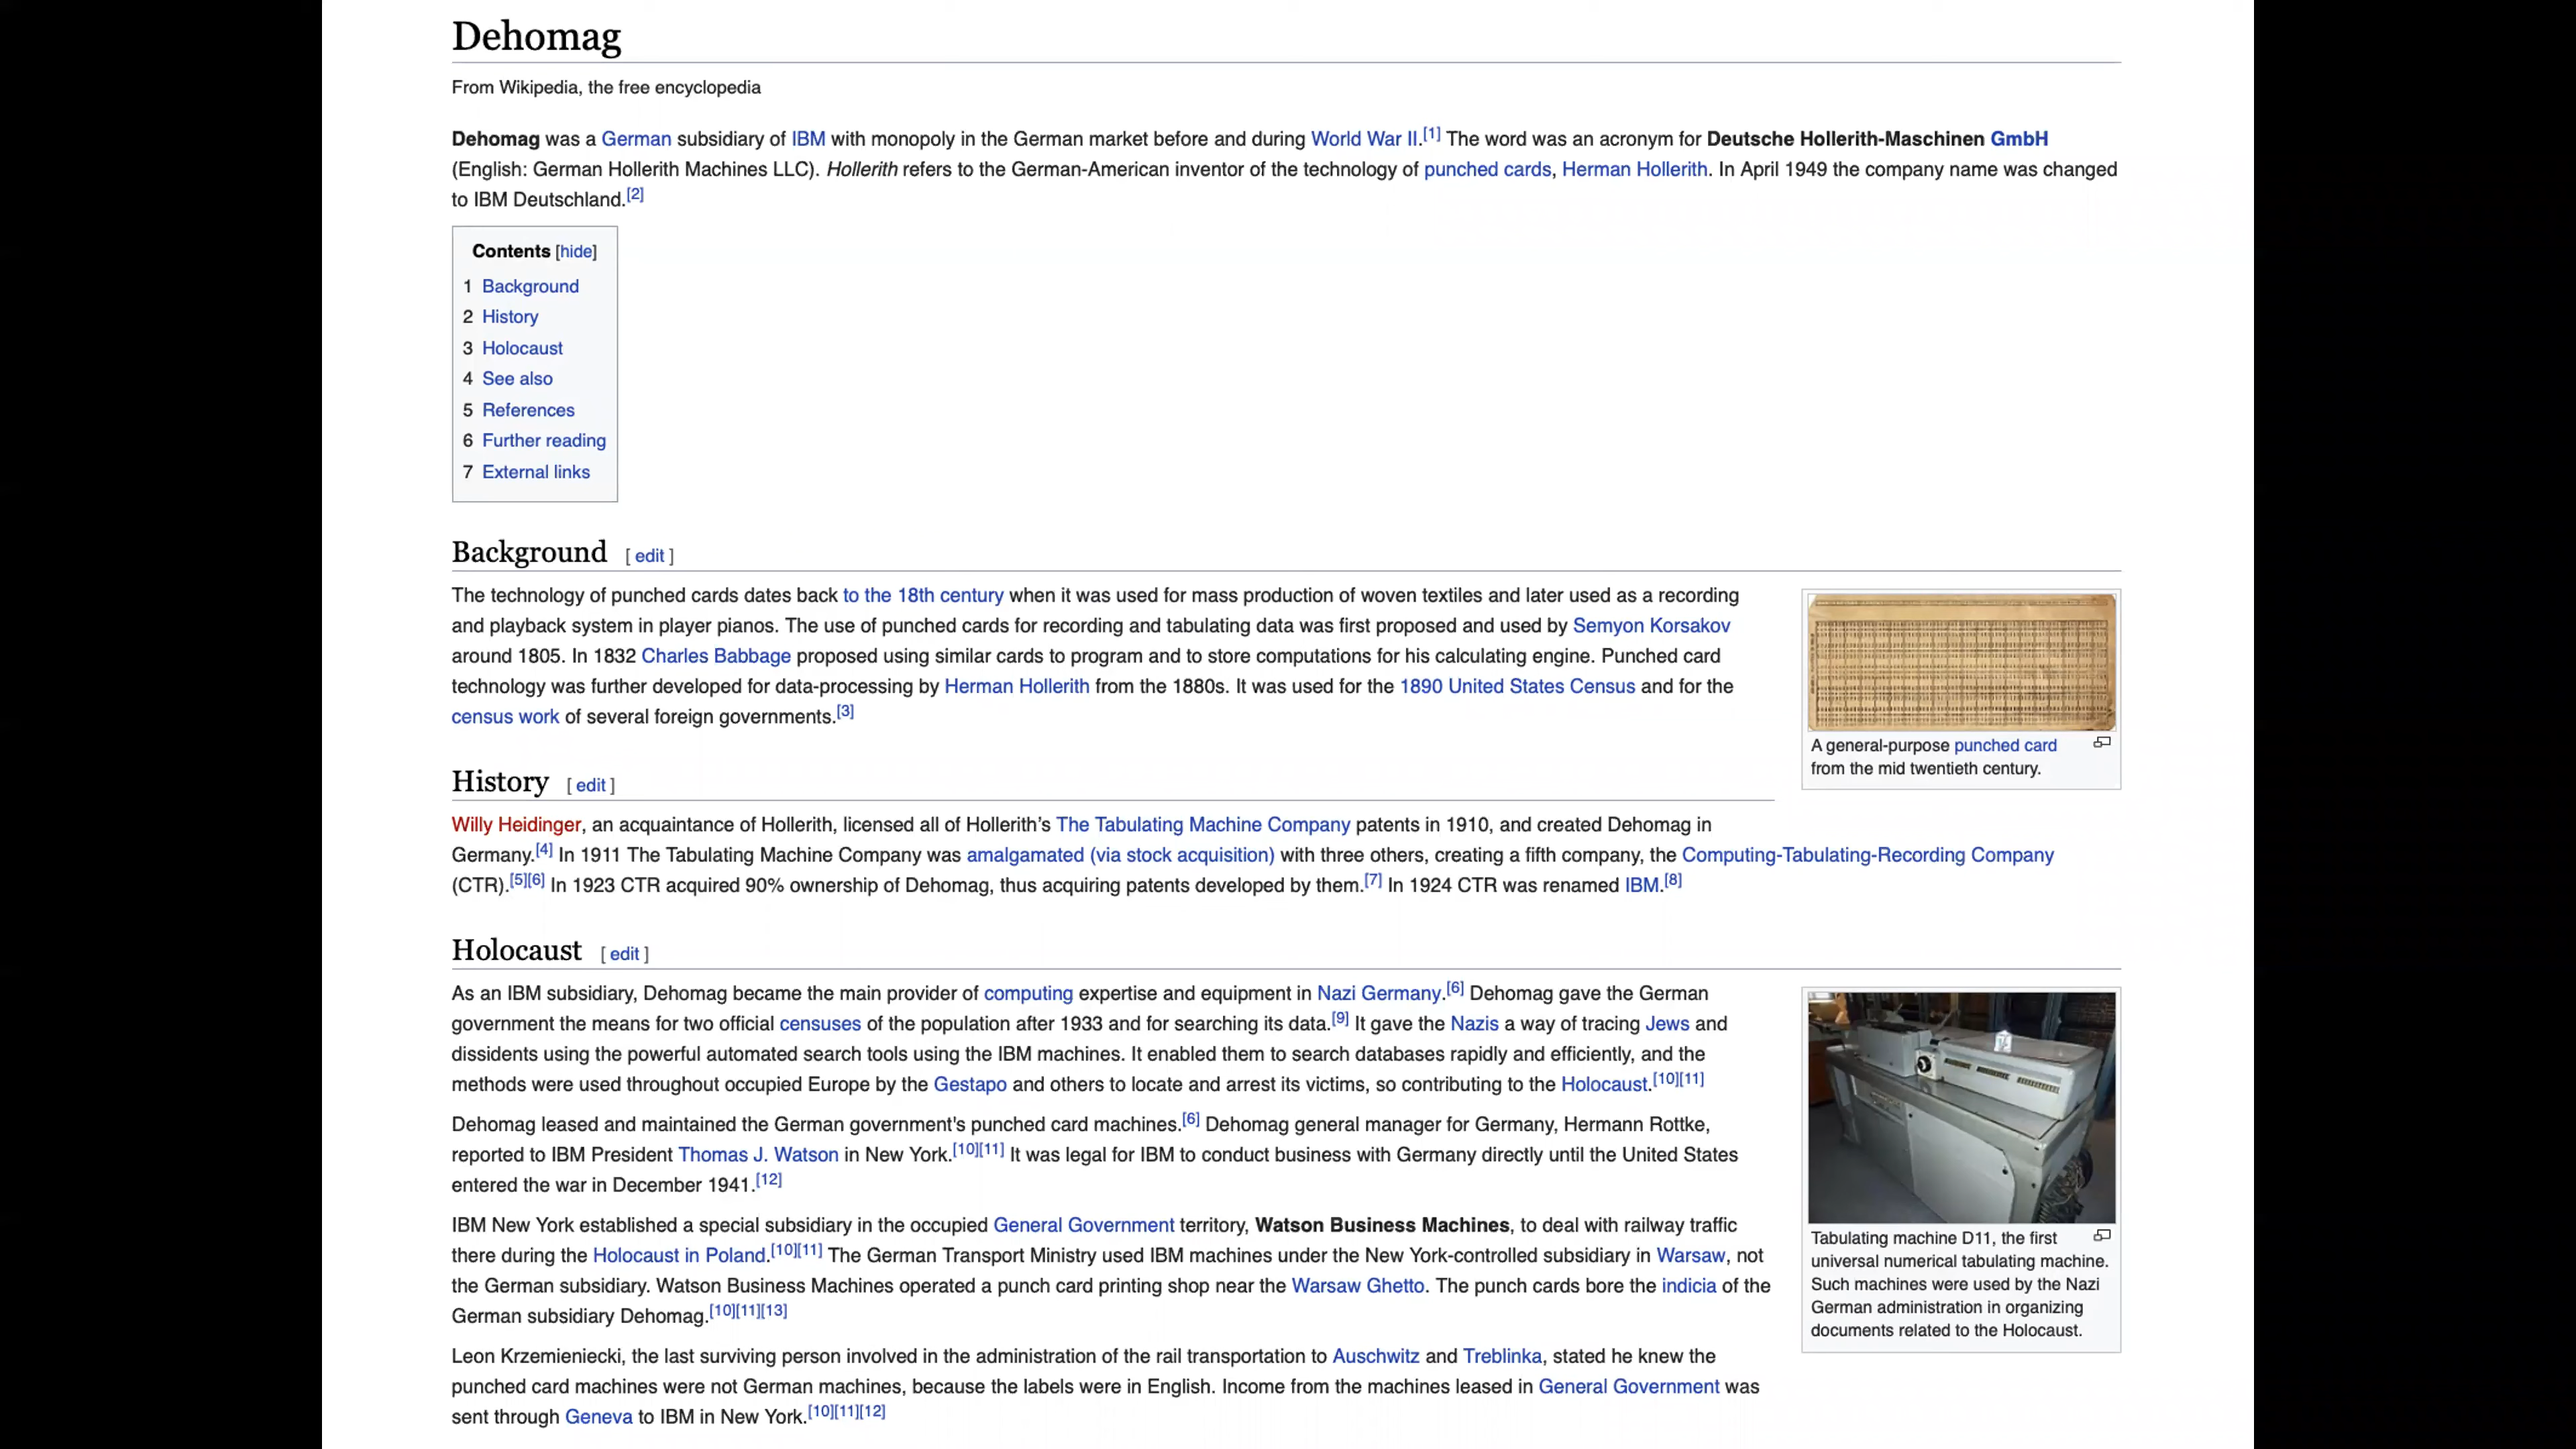 Dehomag
From Wikipedia, the free encyclopedia
Dehomag was a German subsidiary of IBM with monopoly in the German market before and during World War II.[1] The word was an acronym for Deutsche Hollerith-Maschinen GmbH
(English: German Hollerith Machines LLC). Hollerith refers to the German-American inventor of the technology of punched cards, Herman Hollerith. In April 1949 the company name was changed
to IBM Deutschland.[2]
Contents [hide]
1 Background
2 History
3 Holocaust
4 See also
5 References
6 Further reading
7 External links
Background [ edit ]
The technology of punched cards dates back to the 18th century when it was used for mass production of woven textiles and later used as a recording
and playback system in player pianos. The use of punched cards for recording and tabulating data was first proposed and used by Semyon Korsakov
around 1805. In 1832 Charles Babbage proposed using similar cards to program and to store computations for his calculating engine. Punched card
technology was further developed for data-processing by Herman Hollerith from the 1880s. It was used for the 1890 United States Census and for the
census work of several foreign governments.[3]
A general-purpose punched card
from the mid twentieth century.
History [ edit ]
Willy Heidinger, an acquaintance of Hollerith, licensed all of Hollerith’s The Tabulating Machine Company patents in 1910, and created Dehomag in
Germany.[4] In 1911 The Tabulating Machine Company was amalgamated (via stock acquisition) with three others, creating a fifth company, the Computing-Tabulating-Recording Company
(CTR).[5][6] In 1923 CTR acquired 90% ownership of Dehomag, thus acquiring patents developed by them.[7] In 1924 CTR was renamed IBM.[8]
Holocaust [ edit ]
As an IBM subsidiary, Dehomag became the main provider of computing expertise and equipment in Nazi Germany.[6] Dehomag gave the German
government the means for two official censuses of the population after 1933 and for searching its data.[9] It gave the Nazis a way of tracing Jews and
dissidents using the powerful automated search tools using the IBM machines. It enabled them to search databases rapidly and efficiently, and the
methods were used throughout occupied Europe by the Gestapo and others to locate and arrest its victims, so contributing to the Holocaust.[10][11]
Dehomag leased and maintained the German government's punched card machines.[6] Dehomag general manager for Germany, Hermann Rottke,
reported to IBM President Thomas J. Watson in New York.[10][11] It was legal for IBM to conduct business with Germany directly until the United States
entered the war in December 1941.[12]
IBM New York established a special subsidiary in the occupied General Government territory, Watson Business Machines, to deal with railway traffic
there during the Holocaust in Poland.[10][11] The German Transport Ministry used IBM machines under the New York-controlled subsidiary in Warsaw, not
the German subsidiary. Watson Business Machines operated a punch card printing shop near the Warsaw Ghetto. The punch cards bore the indicia of the
German subsidiary Dehomag.[10][11][13]
Leon Krzemieniecki, the last surviving person involved in the administration of the rail transportation to Auschwitz and Treblinka, stated he knew the
punched card machines were not German machines, because the labels were in English. Income from the machines leased in General Government was
sent through Geneva to IBM in New York.[10][11][12]
Tabulating machine D11, the first
universal numerical tabulating machine.
Such machines were used by the Nazi
German administration in organizing
documents related to the Holocaust.